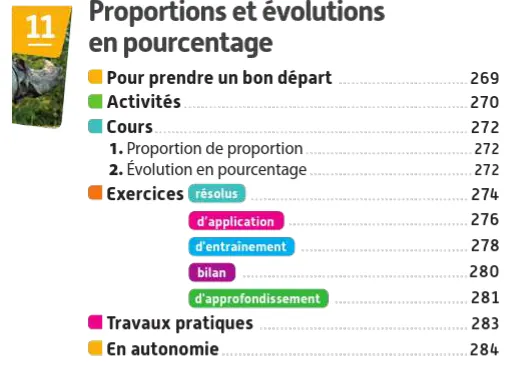 11
Proportions et évolutions
en pourcentage
Pour prendre un bon départ 269
Activités 270
Cours 272
1. Proportion de proportion 272
2. Évolution en pourcentage 272
Exercices résolus 274
d'application 276
d'entraînement 278
bilan 280
d'approfondissement 281
Travaux pratiques 283
En autonomie 284